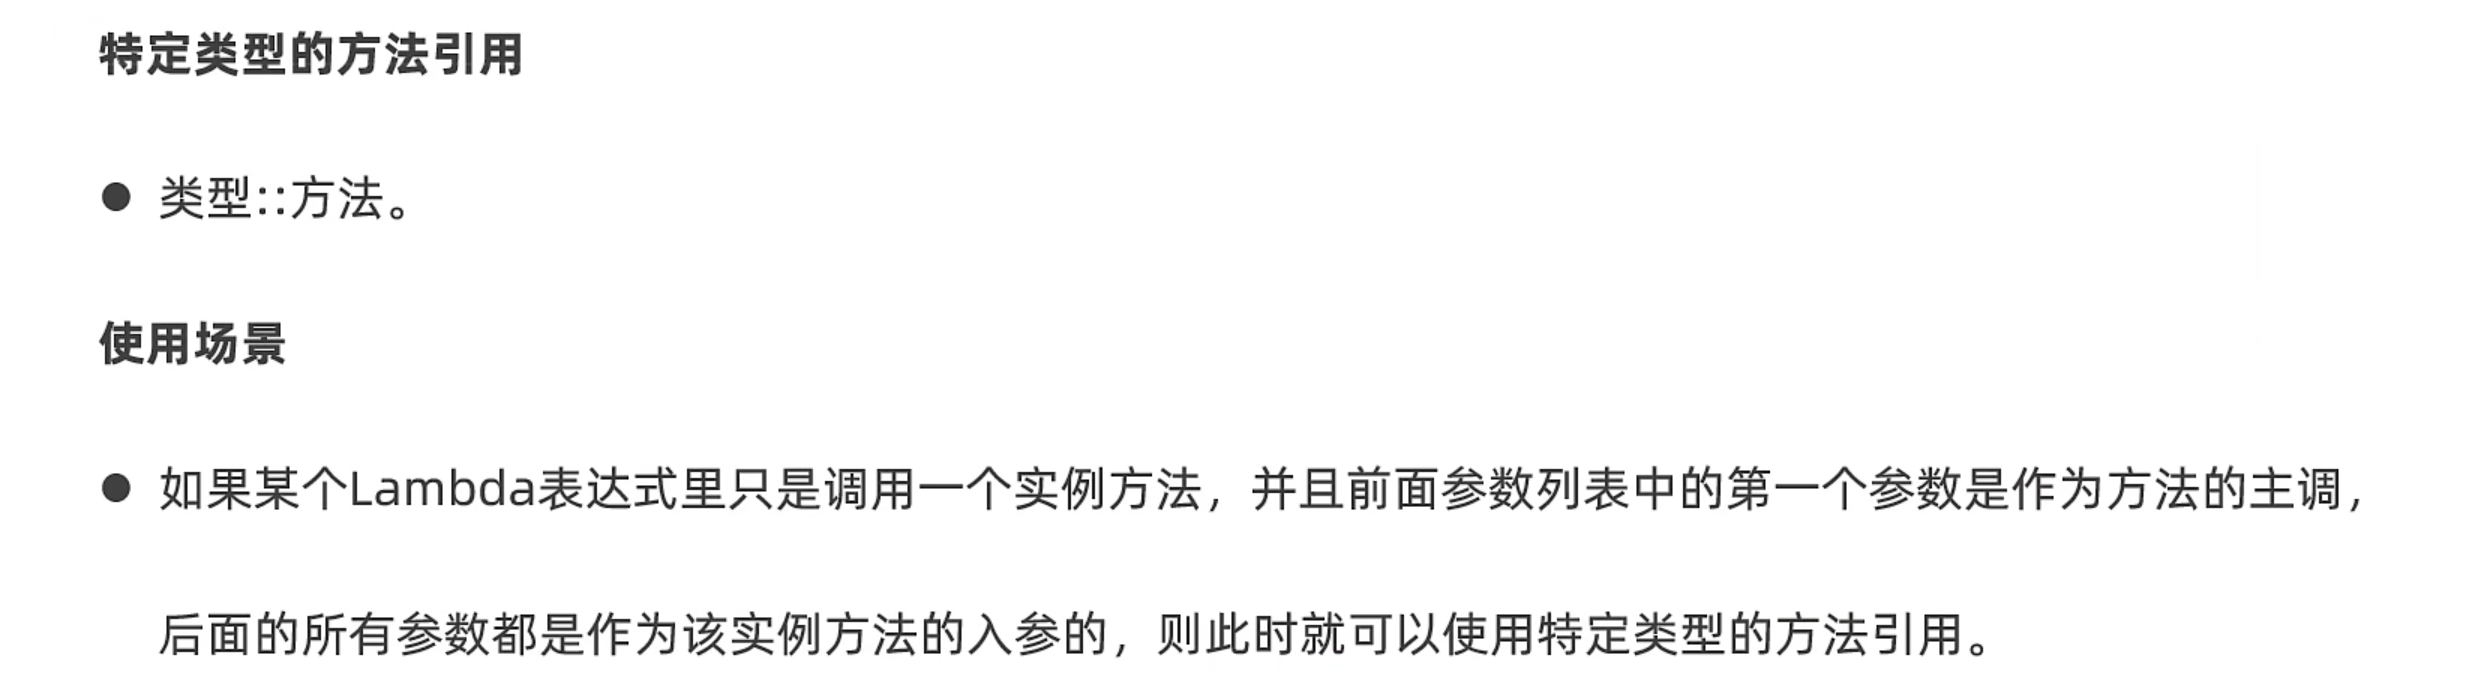 特定类型的方法引用
● 类型::方法。
使用场景
● 如果某个Lambda表达式里只是调用一个实例方法，并且前面参数列表中的第一个参数是作为方法的主调，
后面的所有参数都是作为该实例方法的入参的，则此时就可以使用特定类型的方法引用。